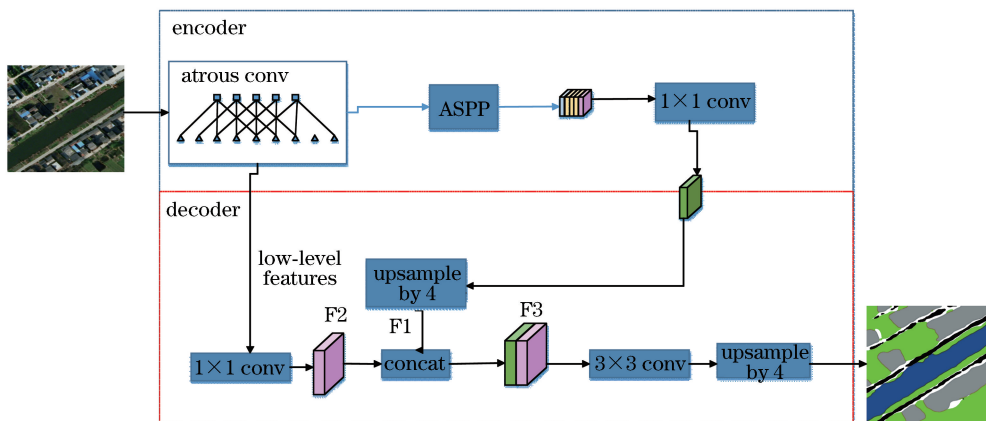 encoder
atrous conv
ASPP
1×1 conv
decoder
low-level
features
upsample
by 4
F2
F1
F3
1×1 conv
concat
3×3 conv
upsample
by 4